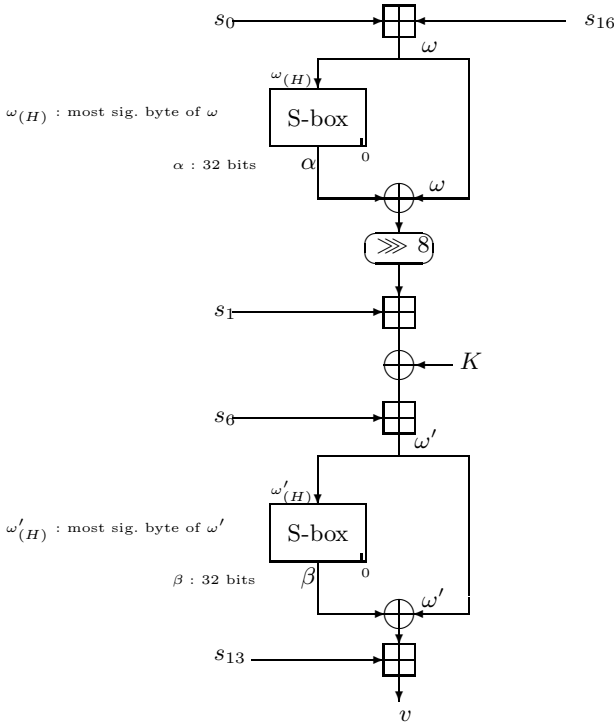 s₀ s₁₆
ω
ω(H)
ω(H) : most sig. byte of ω
S-box
0
α : 32 bits
α
ω
⋙ 8
s₁
K
s₆
ω′
ω′(H)
ω′(H) : most sig. byte of ω′
S-box
0
β : 32 bits
β
ω′
s₁₃
v